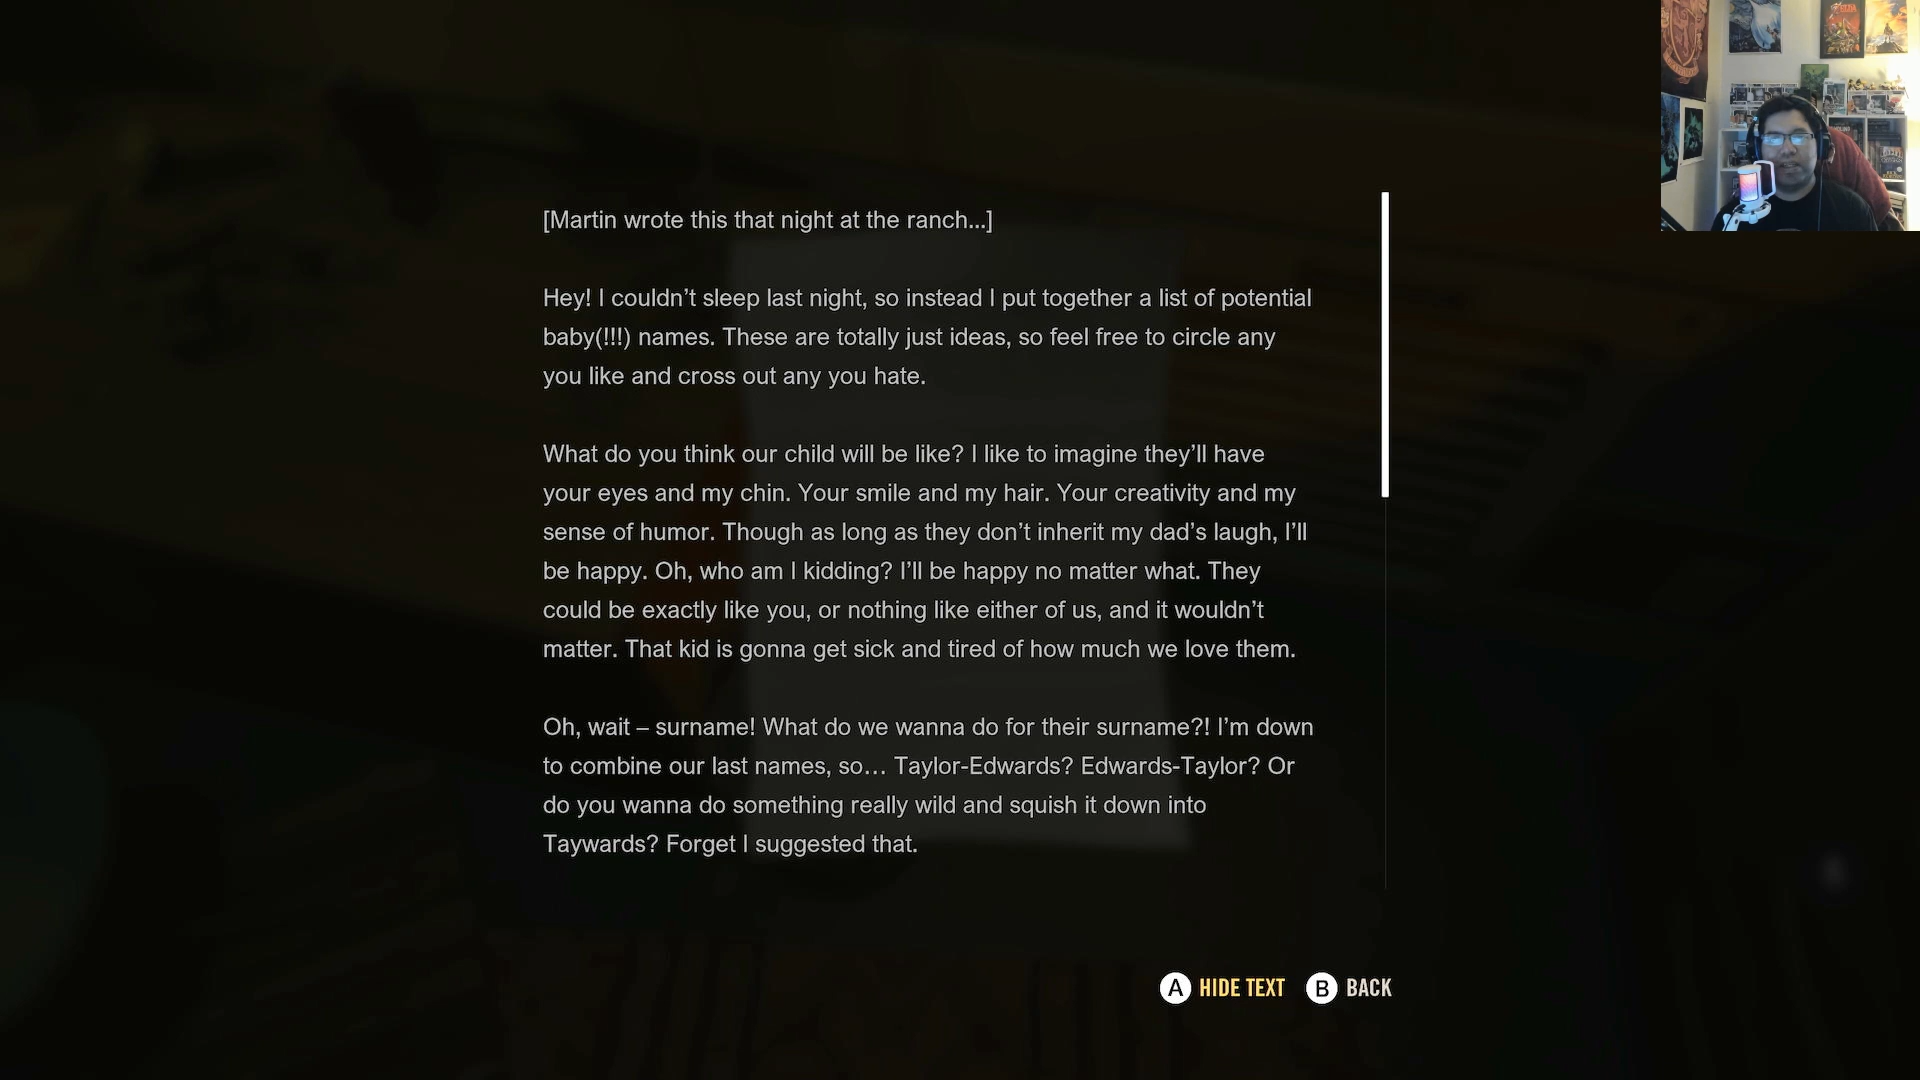 [Martin wrote this that night at the ranch...]
Hey! I couldn’t sleep last night, so instead I put together a list of potential
baby(!!!) names. These are totally just ideas, so feel free to circle any
you like and cross out any you hate.
What do you think our child will be like? I like to imagine they’ll have
your eyes and my chin. Your smile and my hair. Your creativity and my
sense of humor. Though as long as they don’t inherit my dad’s laugh, I’ll
be happy. Oh, who am I kidding? I’ll be happy no matter what. They
could be exactly like you, or nothing like either of us, and it wouldn’t
matter. That kid is gonna get sick and tired of how much we love them.
Oh, wait – surname! What do we wanna do for their surname?! I’m down
to combine our last names, so… Taylor-Edwards? Edwards-Taylor? Or
do you wanna do something really wild and squish it down into
Taywards? Forget I suggested that.
A HIDE TEXT B BACK